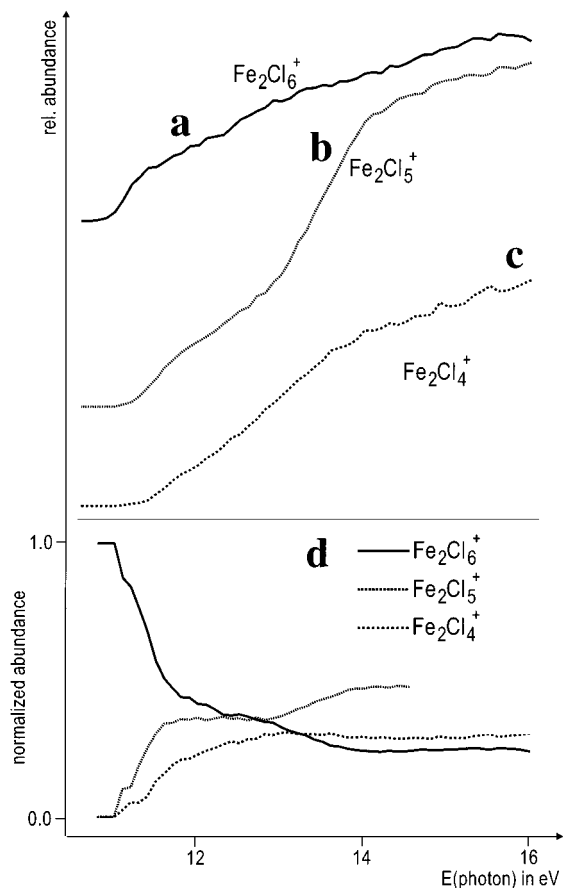 rel. abundance
Fe₂Cl₆⁺
a
b
Fe₂Cl₅⁺
c
Fe₂Cl₄⁺
normalized abundance
1.0
d
Fe₂Cl₆⁺
Fe₂Cl₅⁺
Fe₂Cl₄⁺
0.0
12 14 16
E(photon) in eV